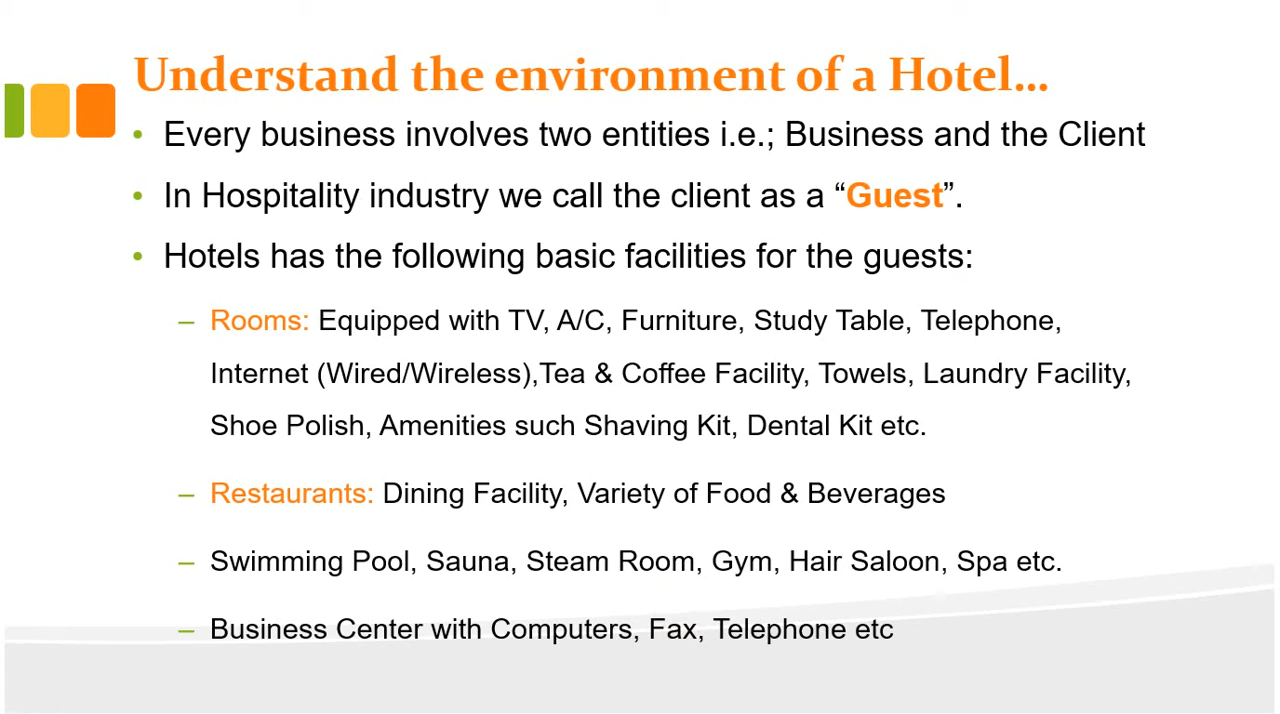 Understand the environment of a Hotel...
• Every business involves two entities i.e.; Business and the Client
• In Hospitality industry we call the client as a “Guest”.
• Hotels has the following basic facilities for the guests:
– Rooms: Equipped with TV, A/C, Furniture, Study Table, Telephone,
Internet (Wired/Wireless),Tea & Coffee Facility, Towels, Laundry Facility,
Shoe Polish, Amenities such Shaving Kit, Dental Kit etc.
– Restaurants: Dining Facility, Variety of Food & Beverages
– Swimming Pool, Sauna, Steam Room, Gym, Hair Saloon, Spa etc.
– Business Center with Computers, Fax, Telephone etc